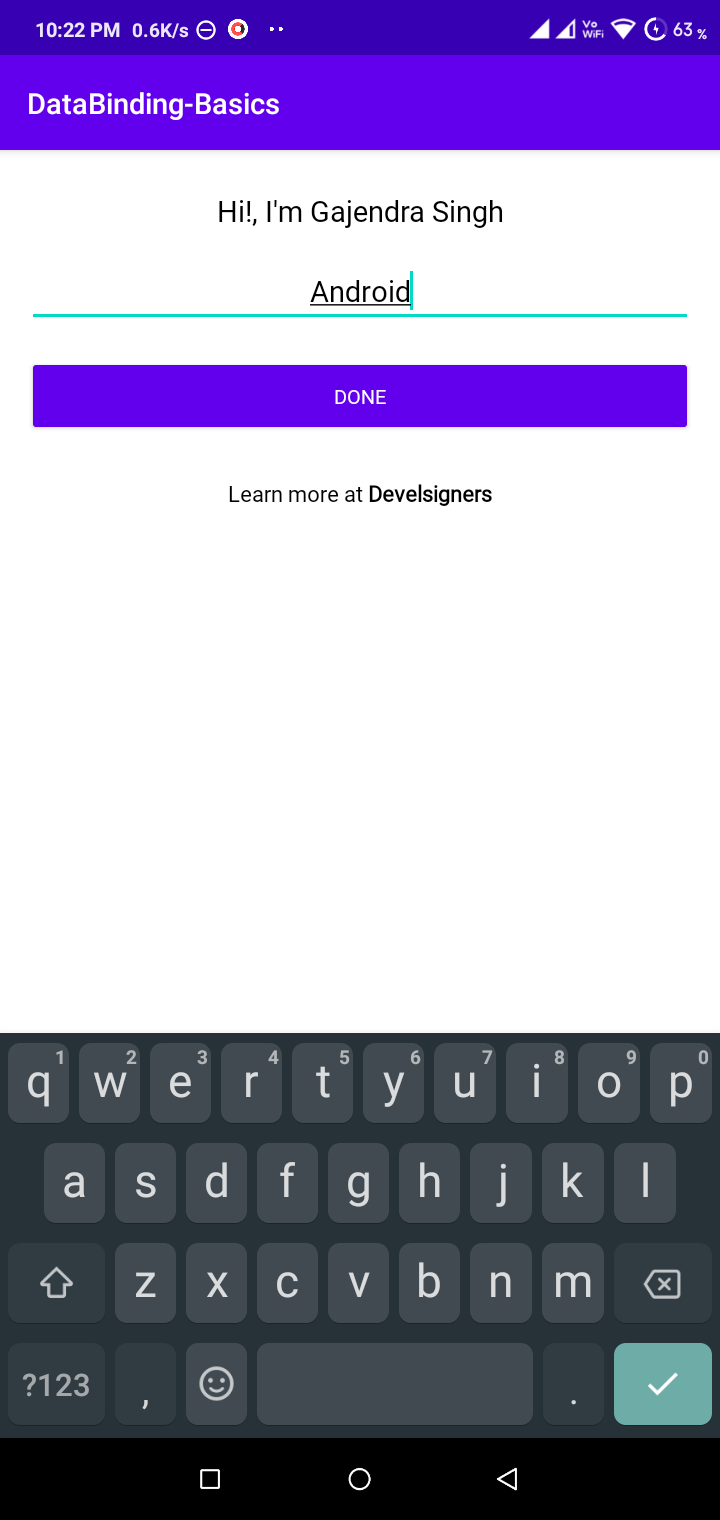 10:22 PM 0.6K/s Vo WiFi 63 %
DataBinding-Basics
Hi!, I'm Gajendra Singh
Android
DONE
Learn more at Develsigners
q 1 w 2 e 3 r 4 t 5 y 6 u 7 i 8 o 9 p 0
a s d f g h j k l
z x c v b n m
?123 , .